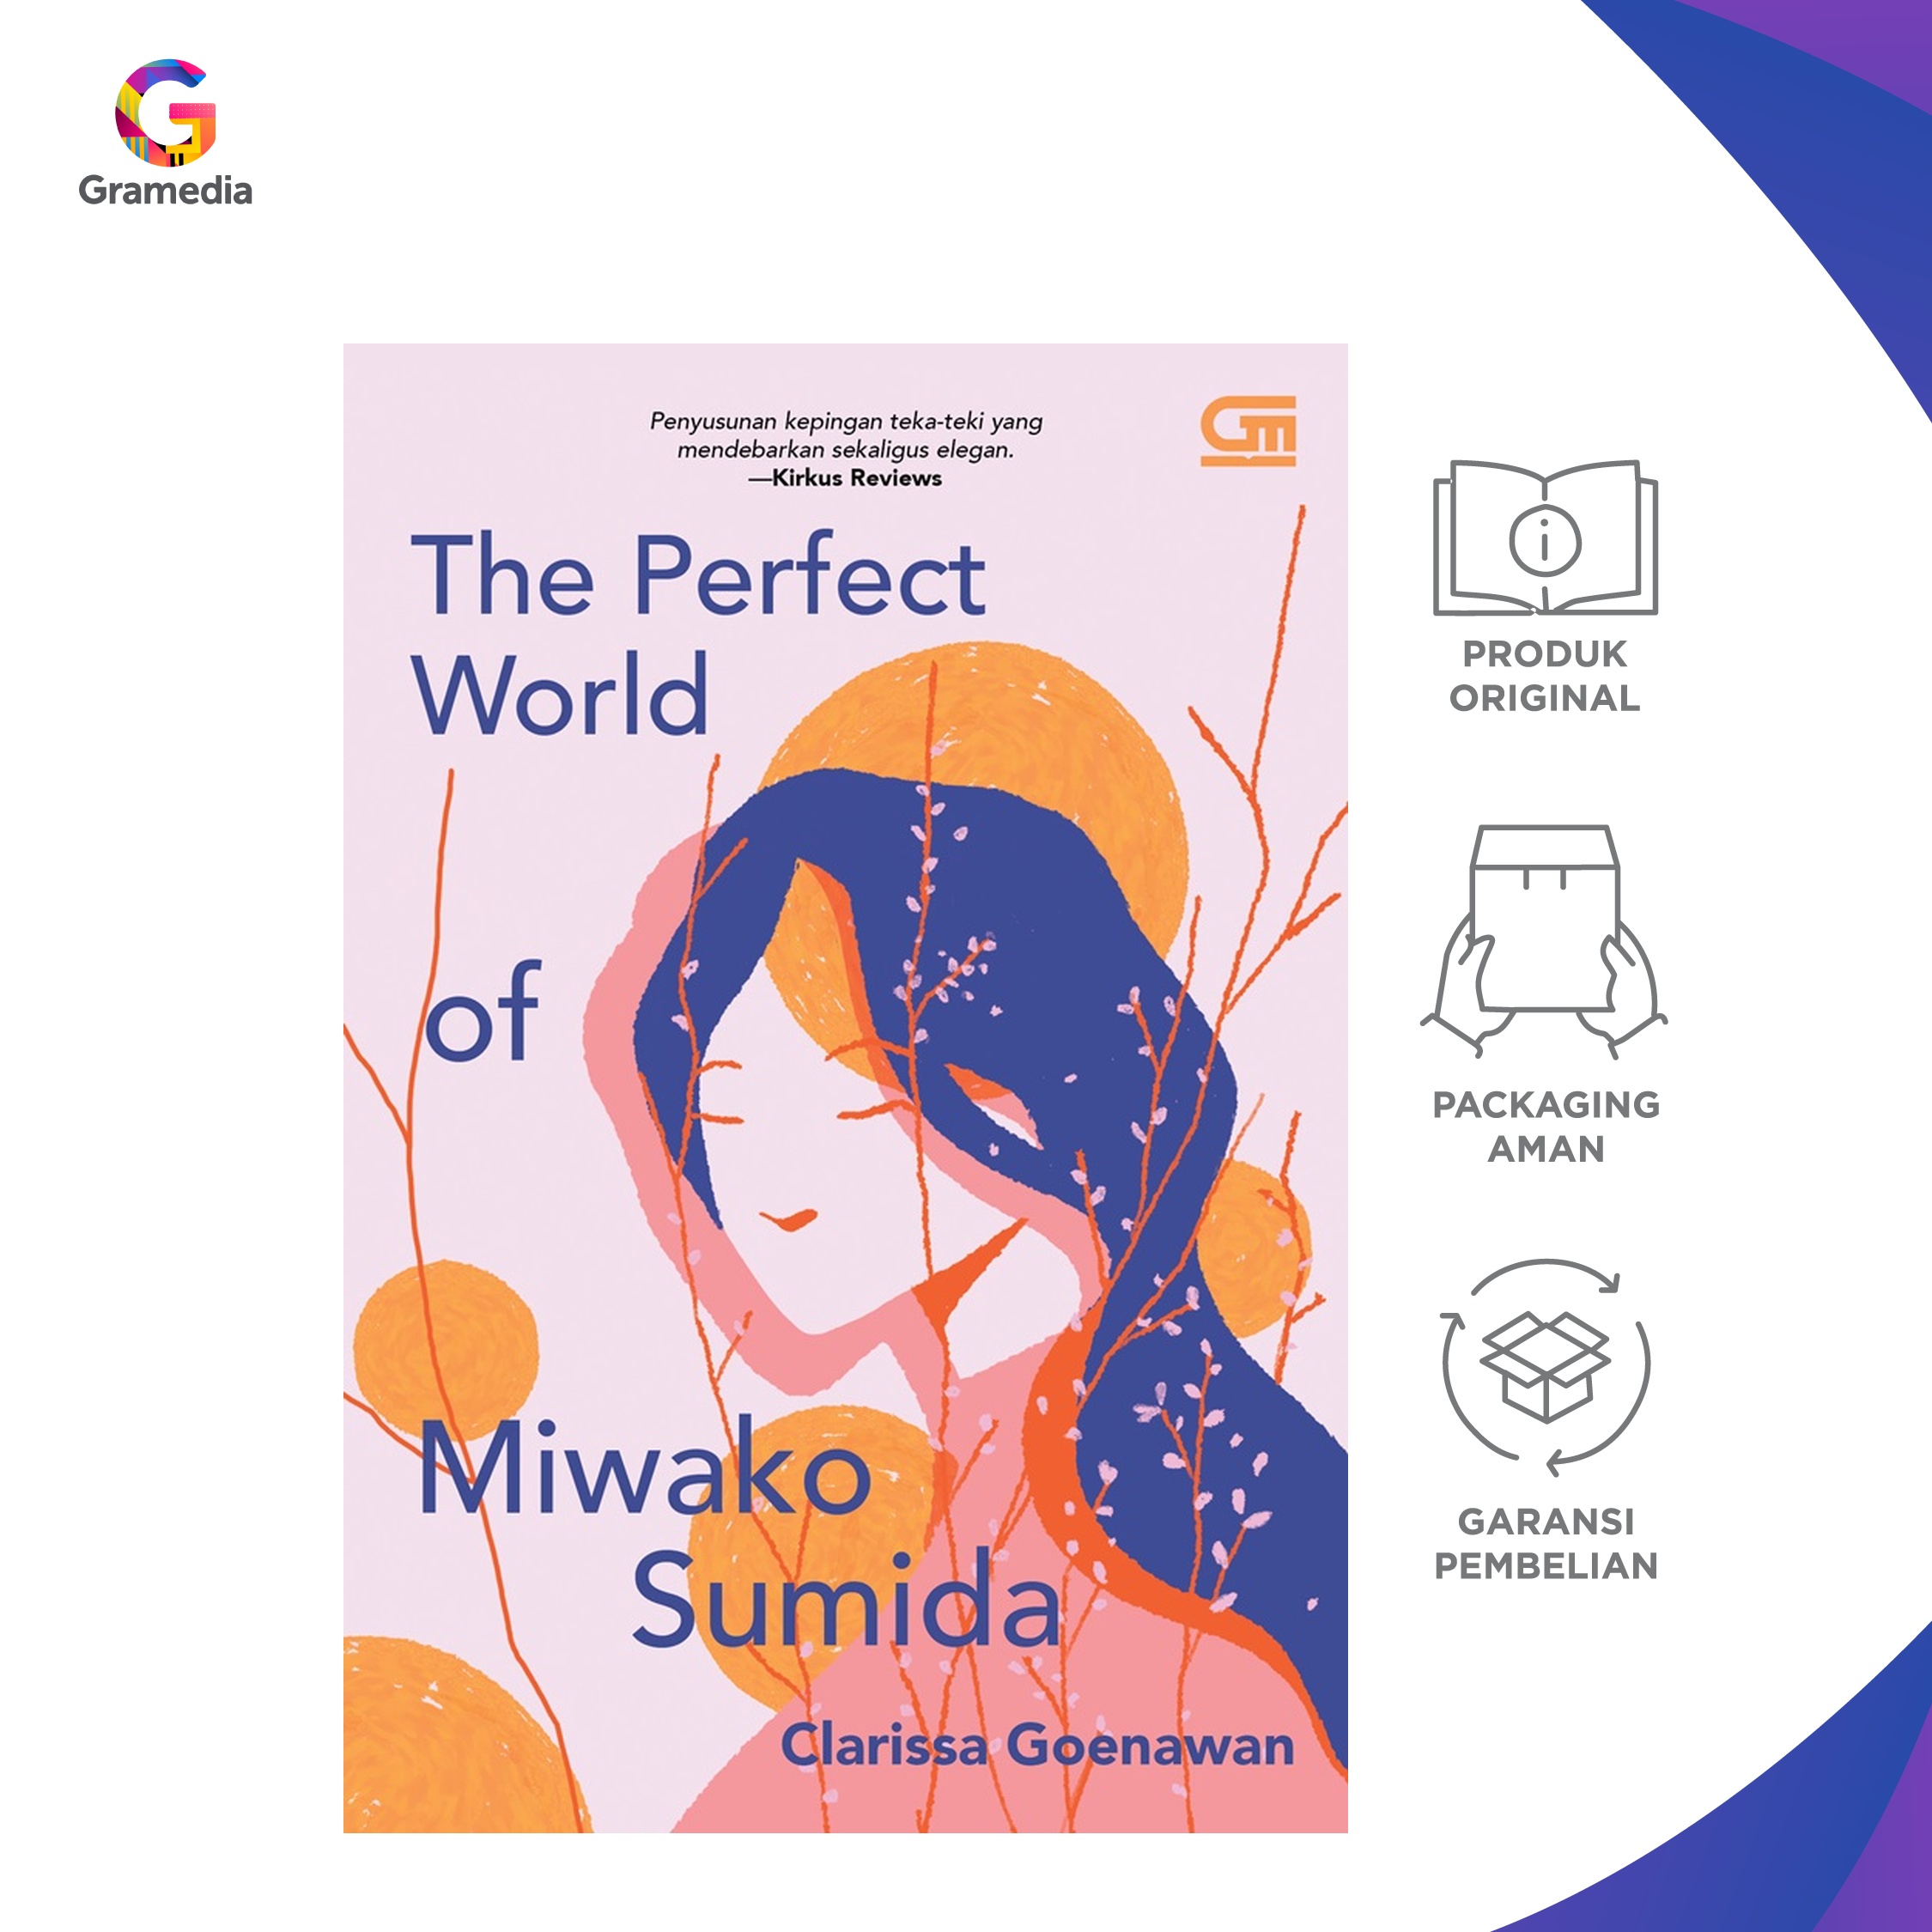 Gramedia
Penyusunan kepingan teka-teki yang
mendebarkan sekaligus elegan.
—Kirkus Reviews
Gm
The Perfect
World
of
Miwako
Sumida
Clarissa Goenawan
PRODUK
ORIGINAL
PACKAGING
AMAN
GARANSI
PEMBELIAN